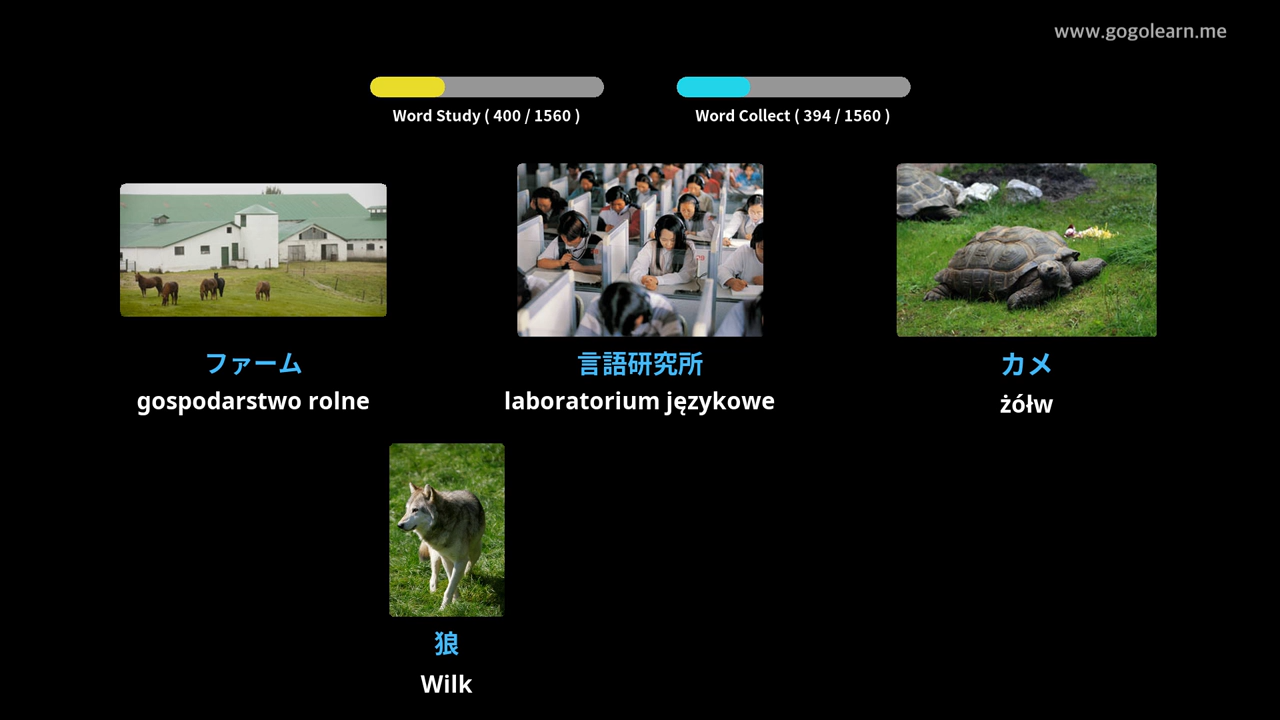 www.gogolearn.me
Word Study ( 400 / 1560 )
Word Collect ( 394 / 1560 )
ファーム
gospodarstwo rolne
言語研究所
laboratorium językowe
カメ
żółw
狼
Wilk